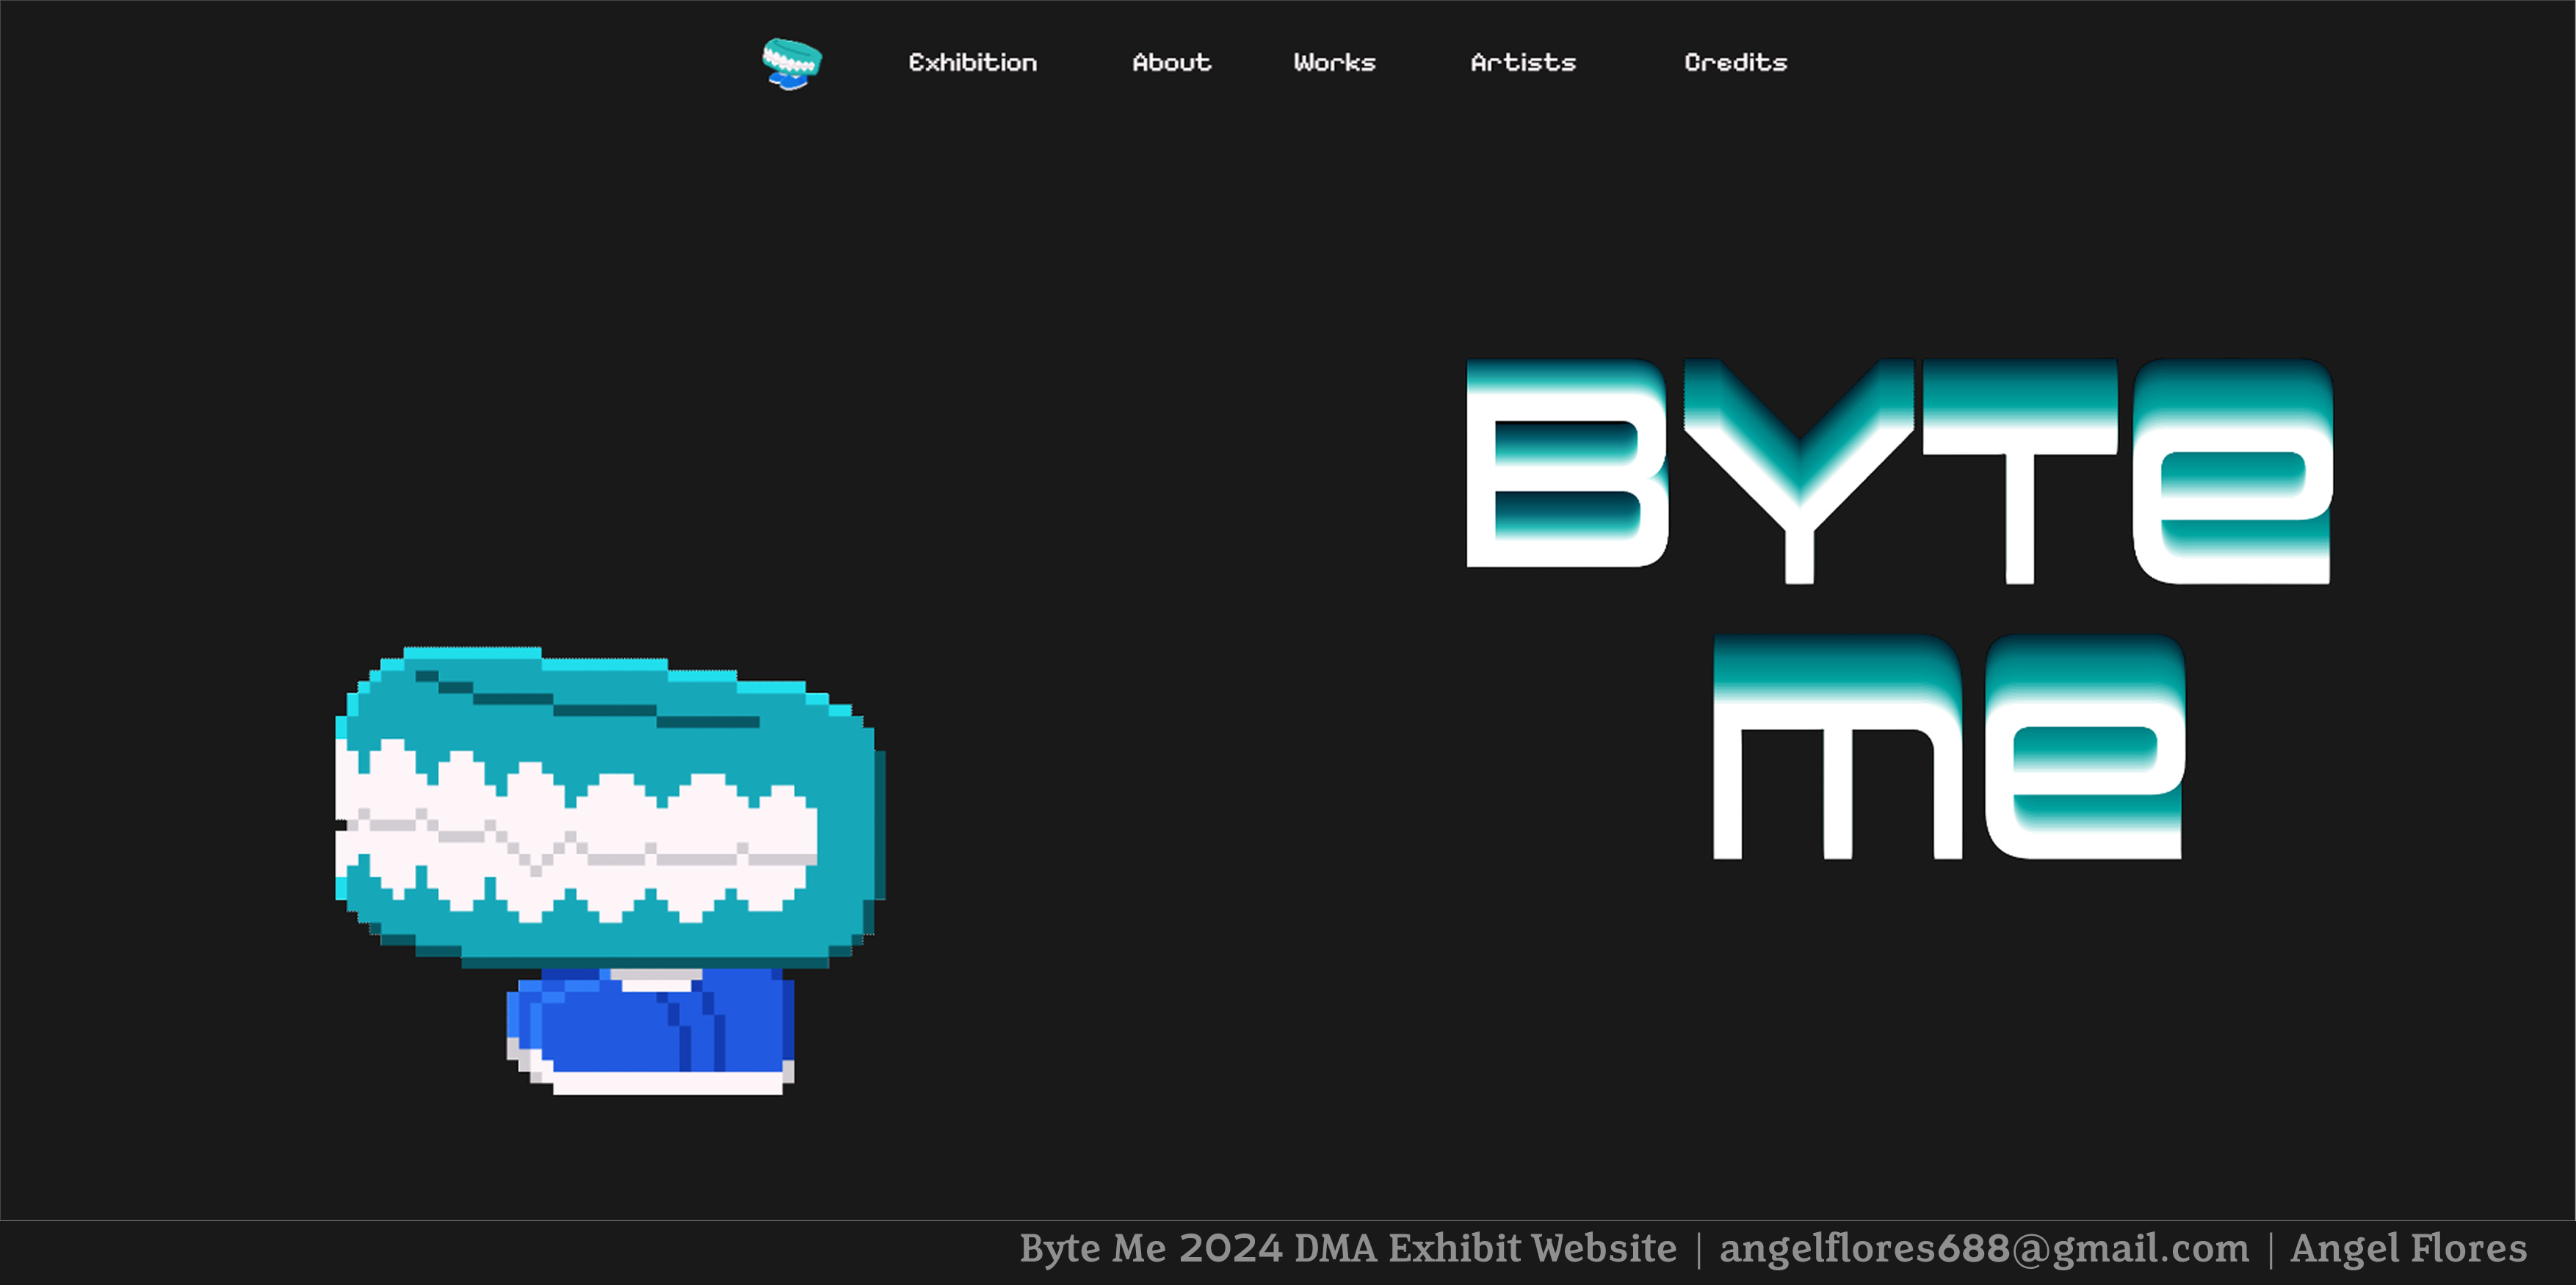 Exhibition About Works Artists Credits
BYTe
me
Byte Me 2024 DMA Exhibit Website | angelflores688@gmail.com | Angel Flores